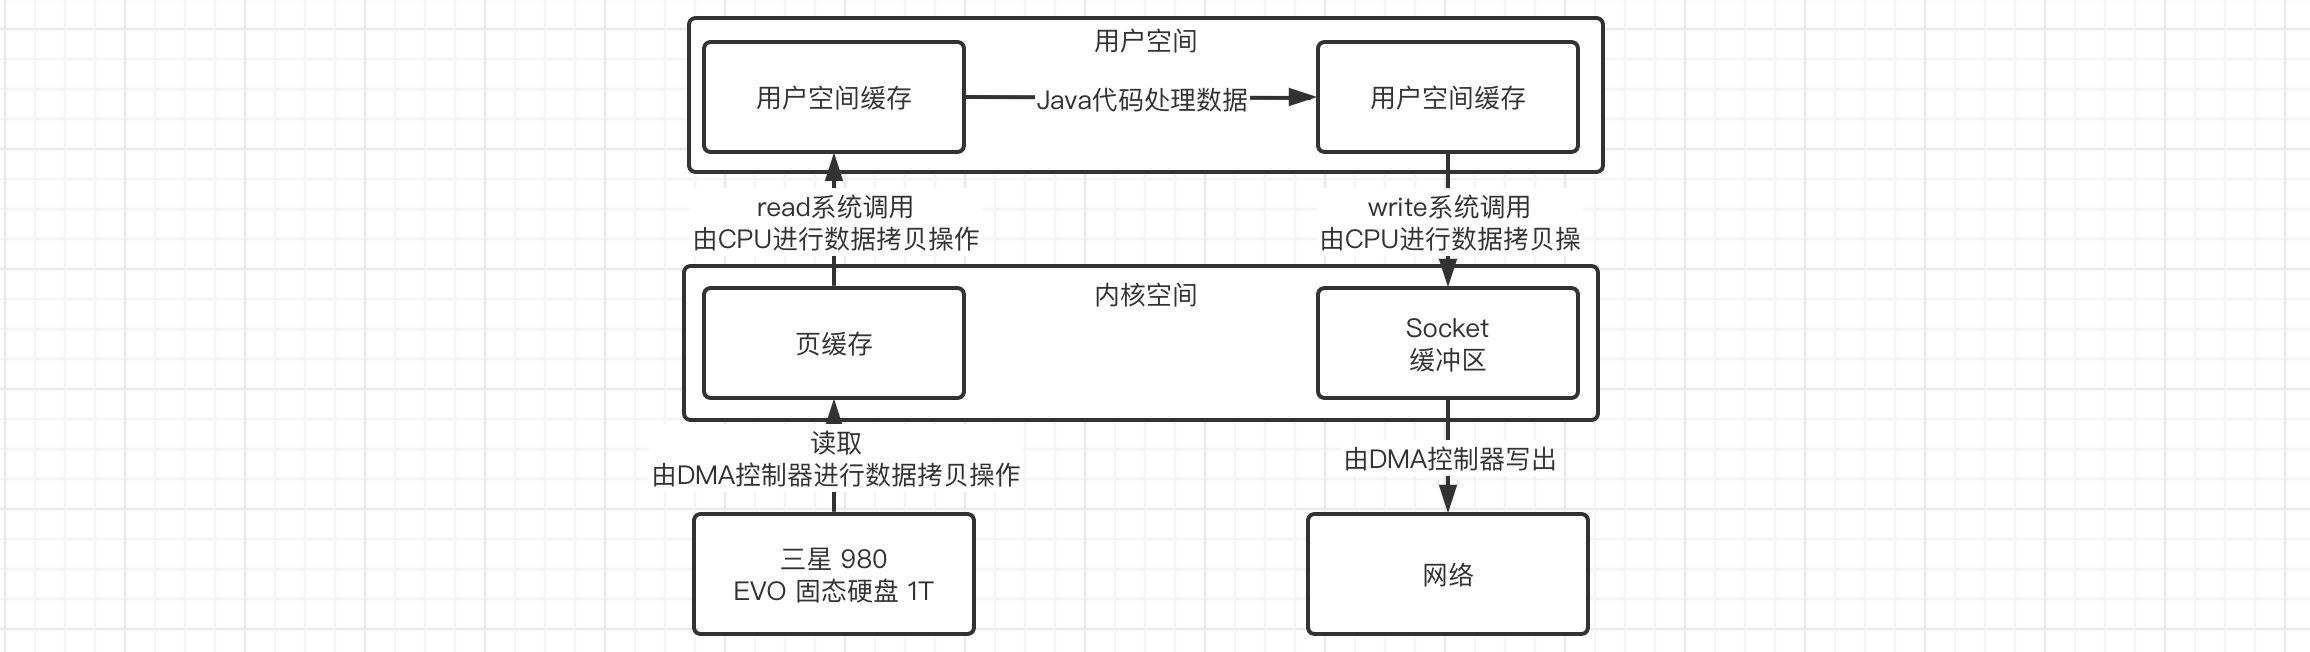 用户空间
用户空间缓存
Java代码处理数据
用户空间缓存
read系统调用
由CPU进行数据拷贝操作
write系统调用
由CPU进行数据拷贝操
内核空间
页缓存
Socket
缓冲区
读取
由DMA控制器进行数据拷贝操作
由DMA控制器写出
三星 980
EVO 固态硬盘 1T
网络